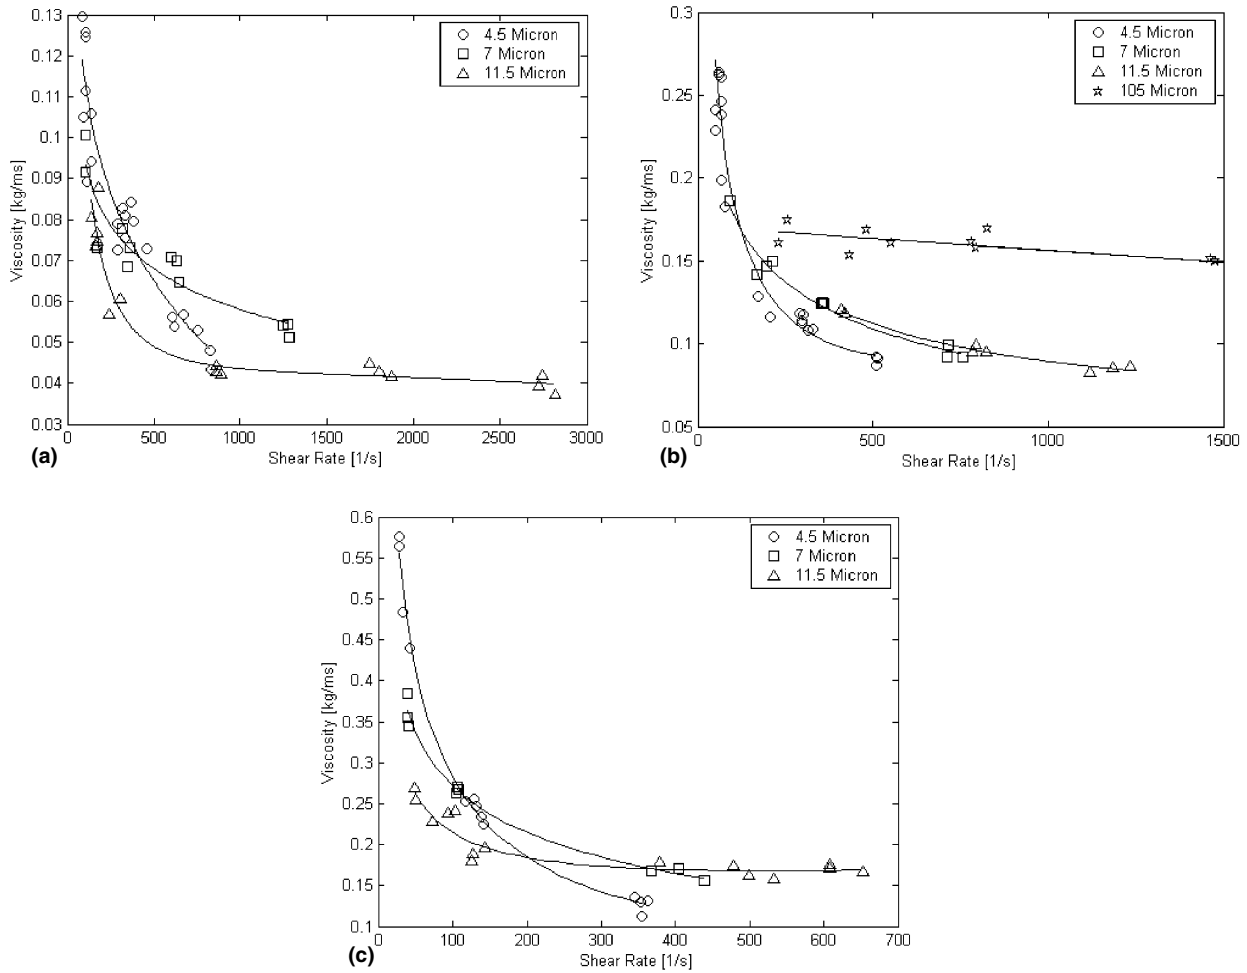 0.13
0.12
0.11
0.1
0.09
0.08
0.07
0.06
0.05
0.04
0.03
Viscosity [kg/ms]
4.5 Micron
7 Micron
11.5 Micron
0 500 1000 1500 2000 2500 3000
(a)
Shear Rate [1/s]
0.3
0.25
0.2
0.15
0.1
0.05
Viscosity [kg/ms]
4.5 Micron
7 Micron
11.5 Micron
105 Micron
0 500 1000 1500
(b)
Shear Rate [1/s]
0.6
0.55
0.5
0.45
0.4
0.35
0.3
0.25
0.2
0.15
0.1
Viscosity [kg/ms]
4.5 Micron
7 Micron
11.5 Micron
0 100 200 300 400 500 600 700
(c)
Shear Rate [1/s]